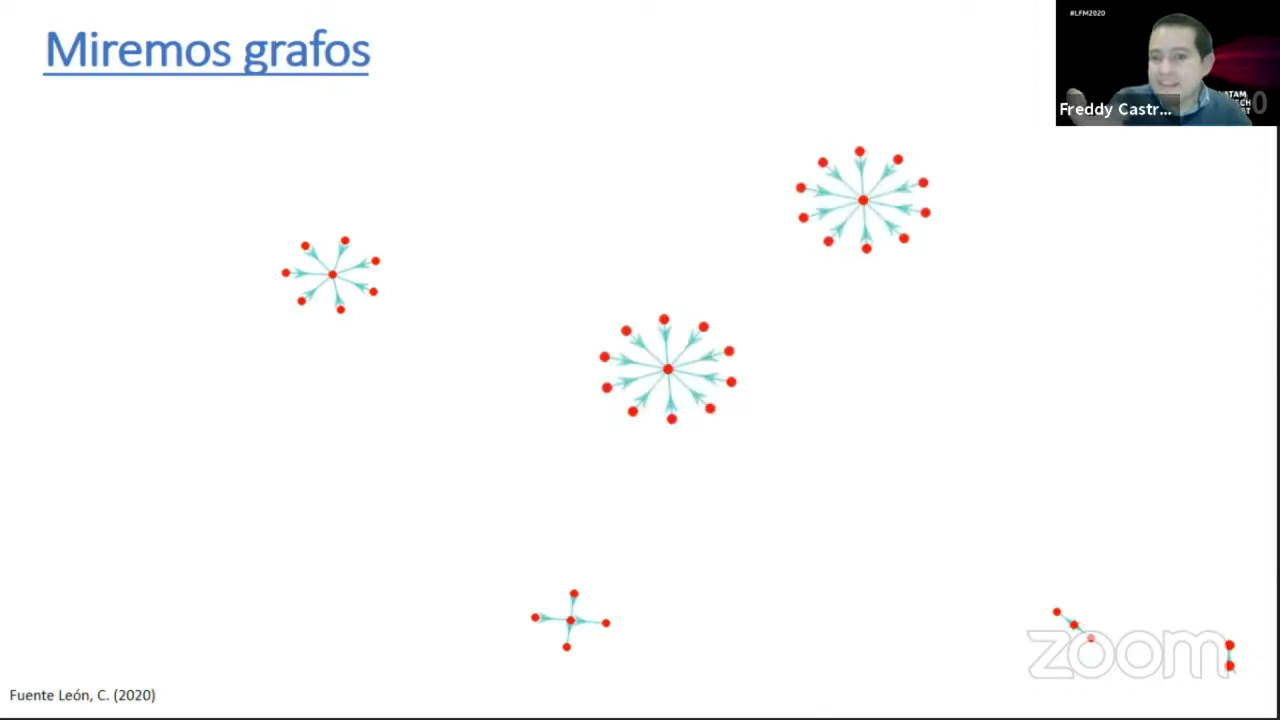 Miremos grafos
#LFM2020
Freddy Castr...
zoom
Fuente León, C. (2020)